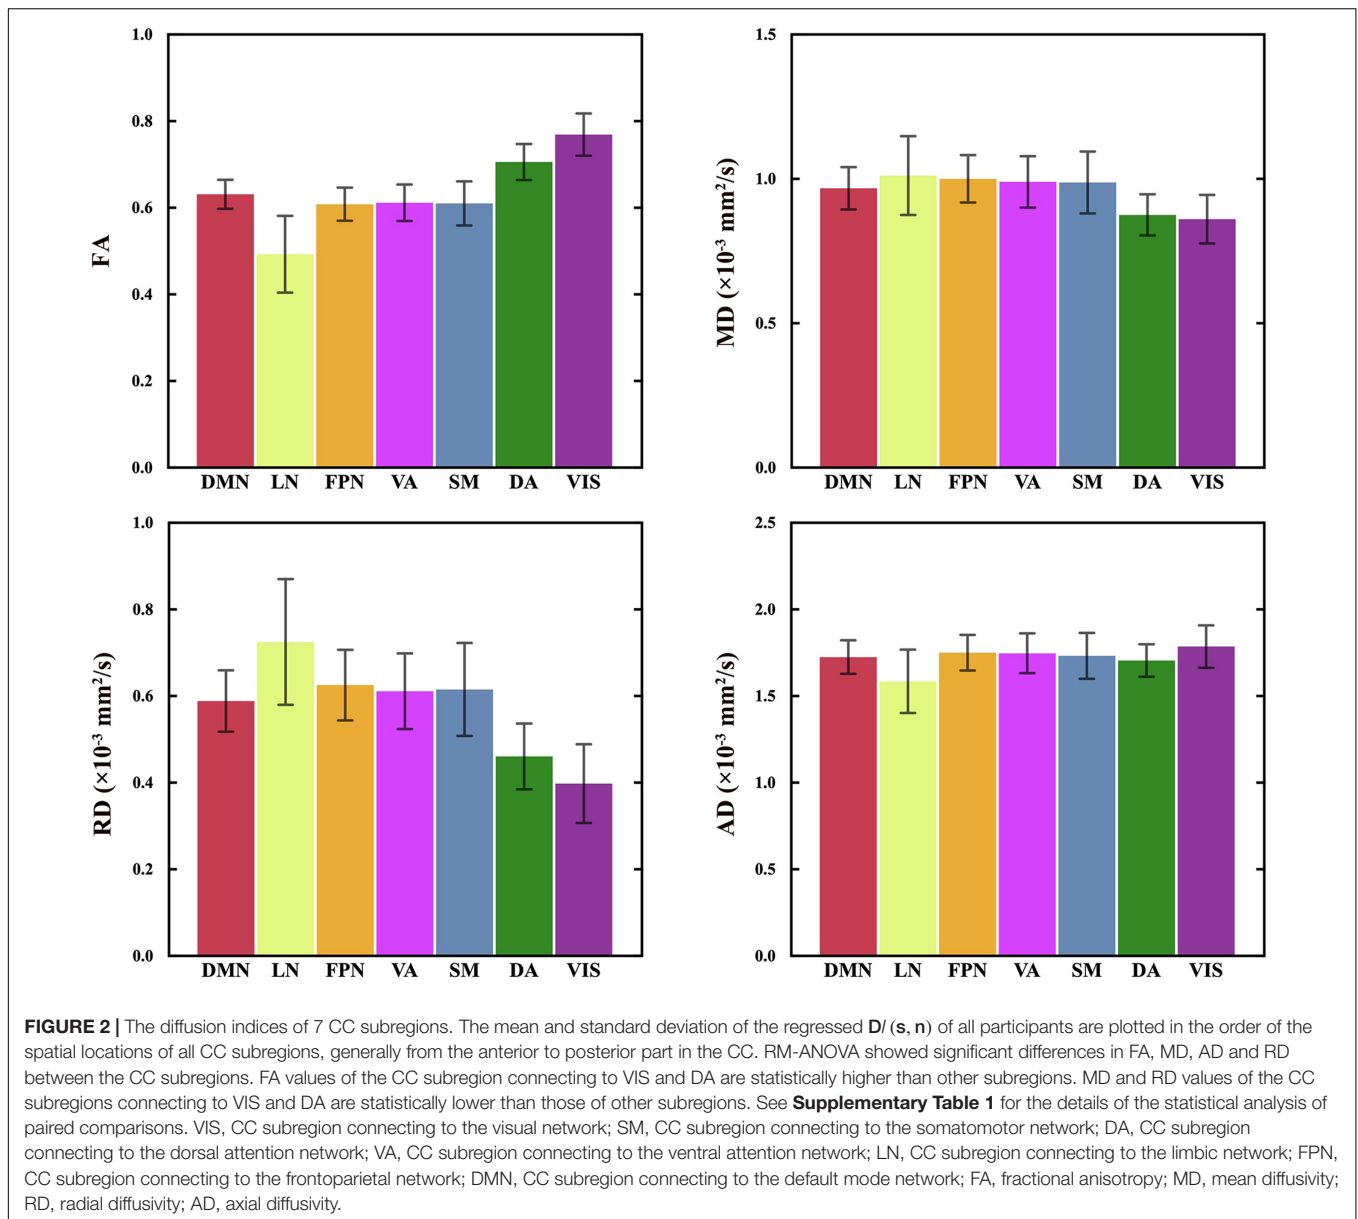 1.0
0.8
0.6
0.4
0.2
0.0
FA
DMN LN FPN VA SM DA VIS
1.5
1.0
0.5
0.0
MD (×10⁻³ mm²/s)
DMN LN FPN VA SM DA VIS
1.0
0.8
0.6
0.4
0.2
0.0
RD (×10⁻³ mm²/s)
DMN LN FPN VA SM DA VIS
2.5
2.0
1.5
1.0
0.5
0.0
AD (×10⁻³ mm²/s)
DMN LN FPN VA SM DA VIS
FIGURE 2 | The diffusion indices of 7 CC subregions. The mean and standard deviation of the regressed DI (s, n) of all participants are plotted in the order of the
spatial locations of all CC subregions, generally from the anterior to posterior part in the CC. RM-ANOVA showed significant differences in FA, MD, AD and RD
between the CC subregions. FA values of the CC subregion connecting to VIS and DA are statistically higher than other subregions. MD and RD values of the CC
subregions connecting to VIS and DA are statistically lower than those of other subregions. See Supplementary Table 1 for the details of the statistical analysis of
paired comparisons. VIS, CC subregion connecting to the visual network; SM, CC subregion connecting to the somatomotor network; DA, CC subregion
connecting to the dorsal attention network; VA, CC subregion connecting to the ventral attention network; LN, CC subregion connecting to the limbic network; FPN,
CC subregion connecting to the frontoparietal network; DMN, CC subregion connecting to the default mode network; FA, fractional anisotropy; MD, mean diffusivity;
RD, radial diffusivity; AD, axial diffusivity.